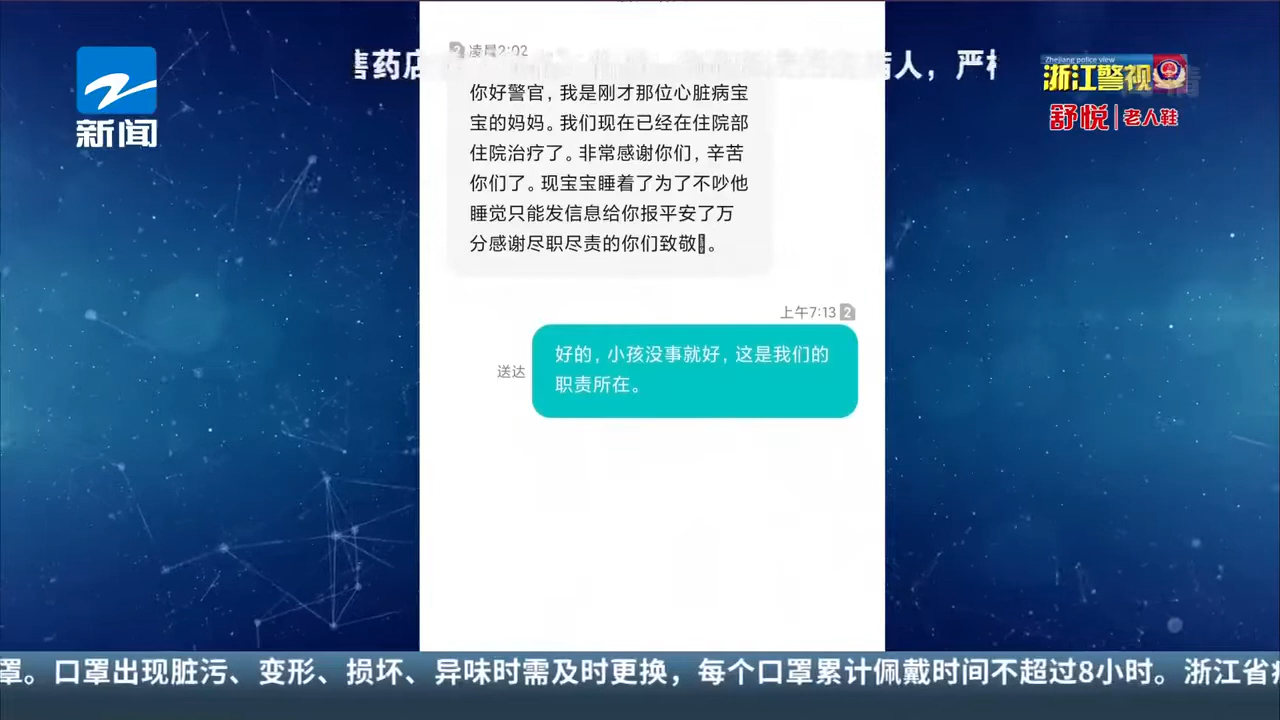 凌晨2:02
售药店
病人，严格
Zhejiang police view
浙江警视
舒悦|老人鞋
新闻
你好警官，我是刚才那位心脏病宝
宝的妈妈。我们现在已经在住院部
住院治疗了。非常感谢你们，辛苦
你们了。现宝宝睡着了为了不吵他
睡觉只能发信息给你报平安了万
分感谢尽职尽责的你们致敬。
上午7:13 2
好的，小孩没事就好，这是我们的
职责所在。
送达
罩。口罩出现脏污、变形、损坏、异味时需及时更换，每个口罩累计佩戴时间不超过8小时。浙江省疾